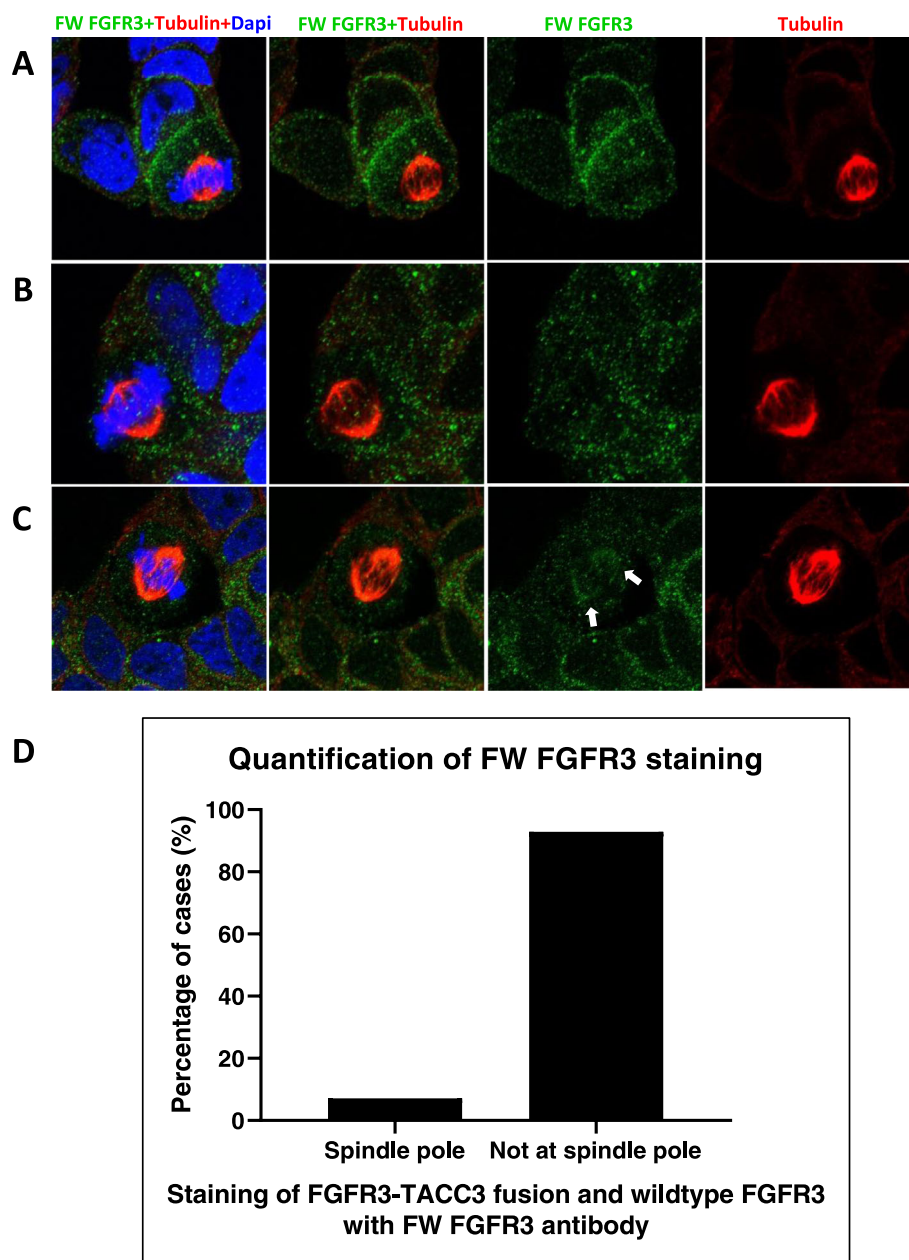 FW FGFR3+Tubulin+Dapi FW FGFR3+Tubulin FW FGFR3 Tubulin
A
B
C
D
Quantification of FW FGFR3 staining
Percentage of cases (%)
100
80
60
40
20
0
Spindle pole Not at spindle pole
Staining of FGFR3-TACC3 fusion and wildtype FGFR3
with FW FGFR3 antibody